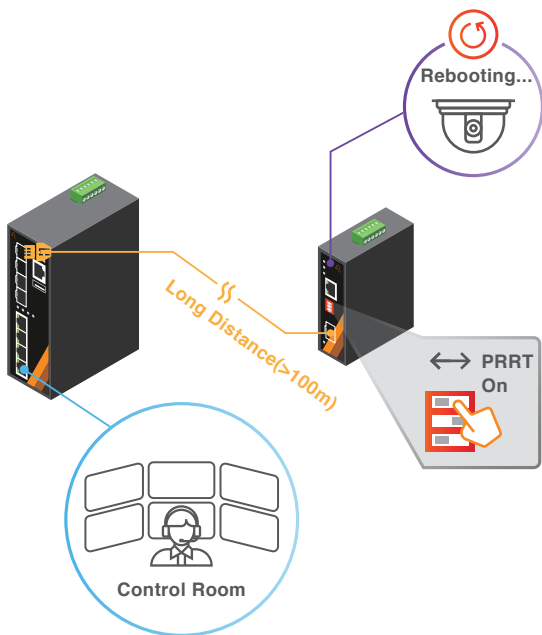 Rebooting...
Long Distance(>100m)
PRRT
On
Control Room